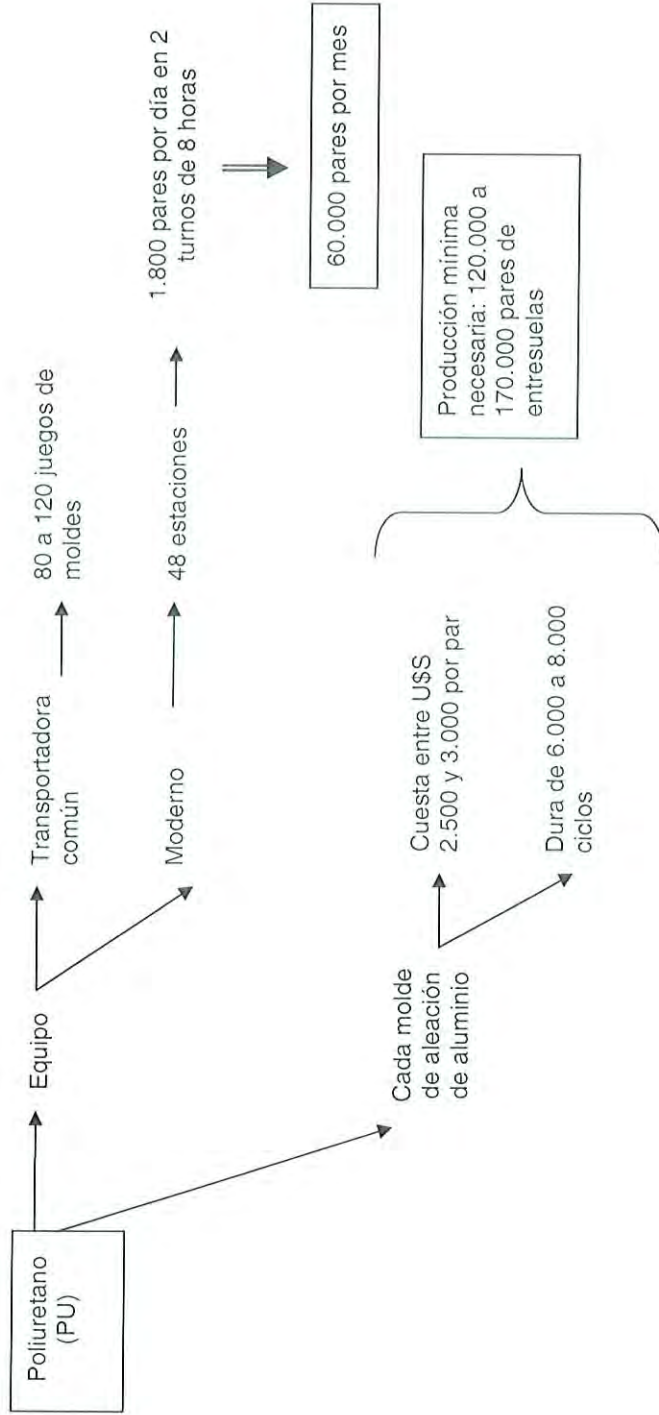 Poliuretano
(PU)
Equipo
Transportadora
común
80 a 120 juegos de
moldes
Moderno
48 estaciones
1.800 pares por día en 2
turnos de 8 horas
60.000 pares por mes
Cada molde
de aleación
de aluminio
Cuesta entre U$S
2.500 y 3.000 por par
Dura de 6.000 a 8.000
ciclos
Producción mínima
necesaria: 120.000 a
170.000 pares de
entresuelas